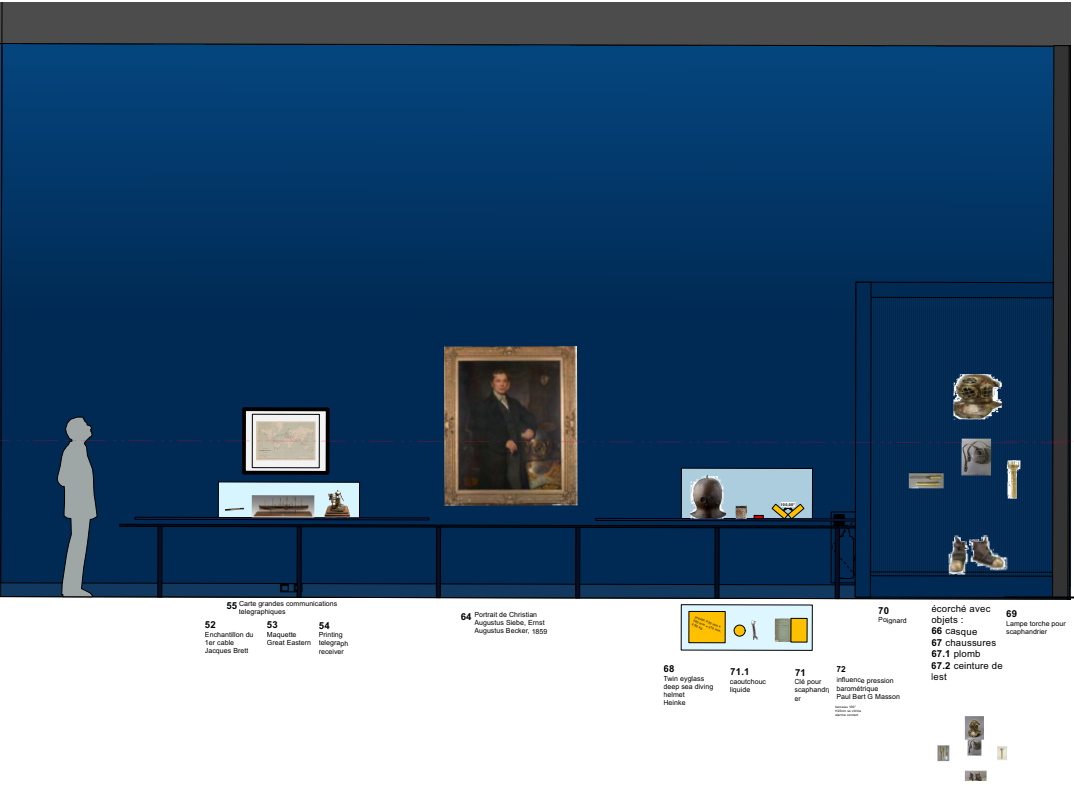 55 Carte grandes communications
telegraphiques
52
Enchantillon du
1er cable
Jacques Brett
53
Maquette
Great Eastern
54
Printing
telegraph
receiver
64 Portrait de Christian
Augustus Siebe, Ernst
Augustus Becker, 1859
68
Twin eyglass
deep sea diving
helmet
Heinke
71.1
caoutchouc
liquide
71
Clé pour
scaphandri
er
72
influence pression
barométrique
Paul Bert G Masson
70
Poignard
écorché avec
objets :
66 casque
67 chaussures
67.1 plomb
67.2 ceinture de
lest
69
Lampe torche pour
scaphandrier